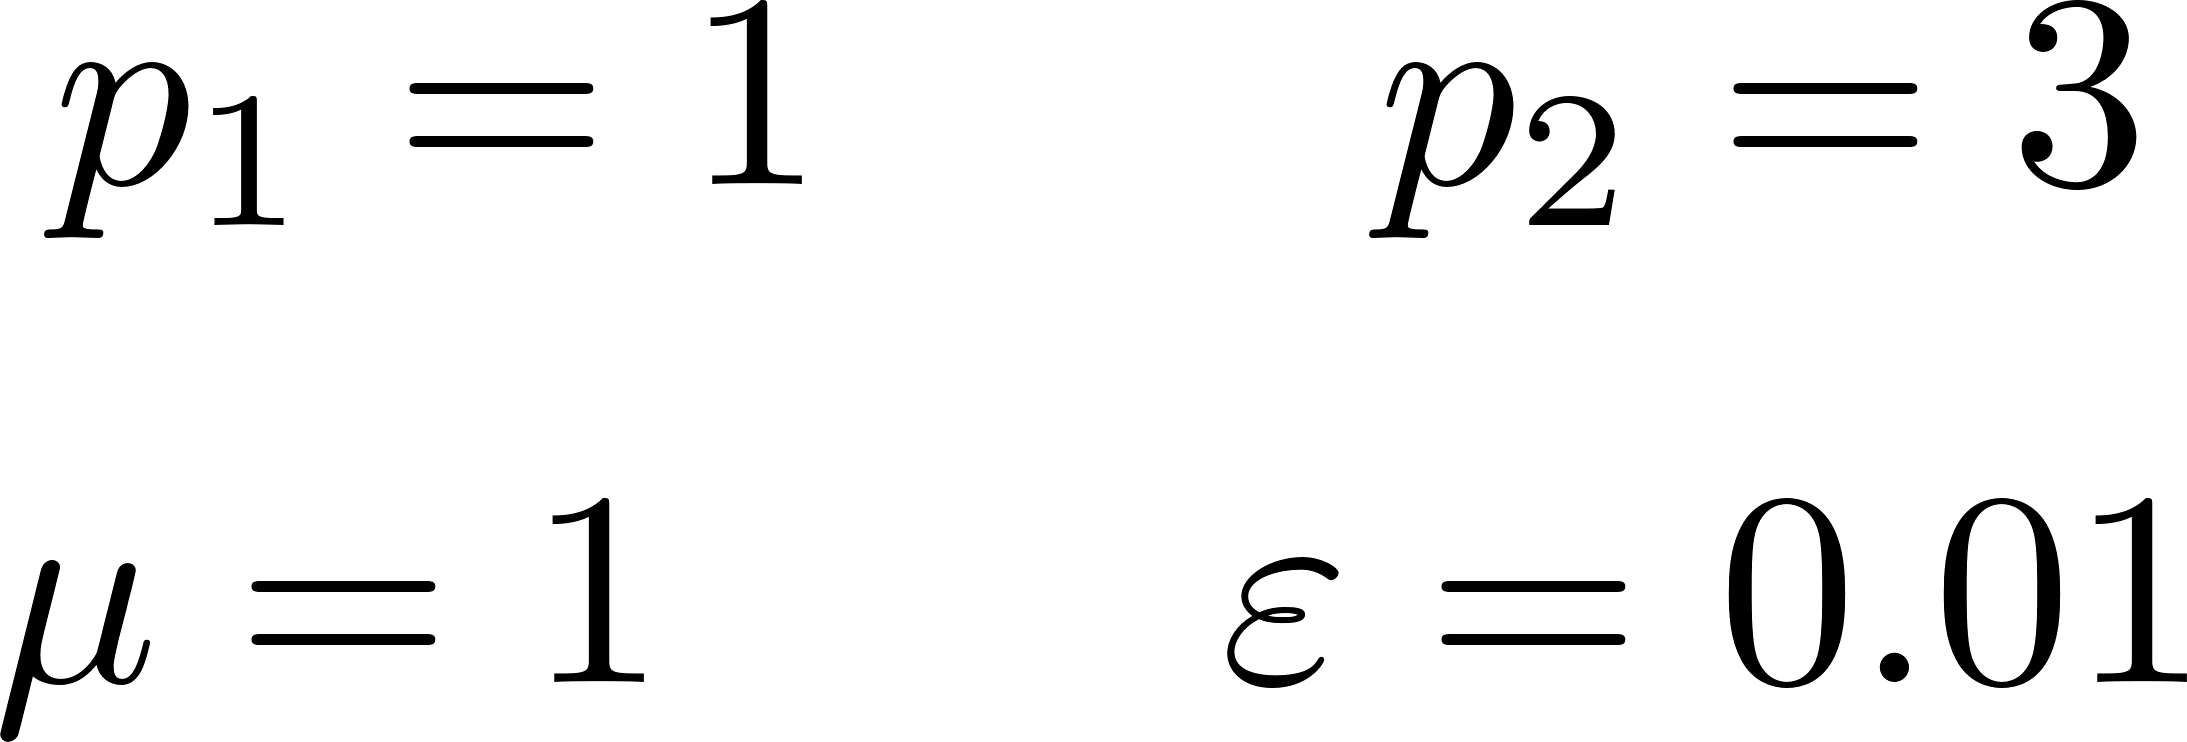 p₁ = 1 p₂ = 3
μ = 1 ε = 0.01